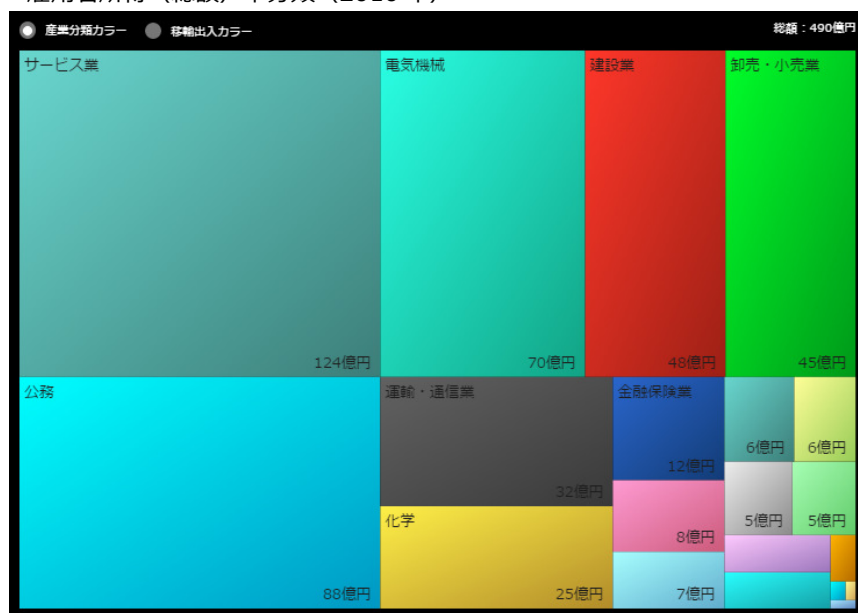 産業分類カラー 移輸出入カラー 総額:490億円
サービス業
124億円
電気機械
70億円
建設業
48億円
卸売・小売業
45億円
公務
88億円
運輸・通信業
32億円
化学
25億円
金融保険業
12億円
8億円
7億円
6億円
6億円
5億円
5億円